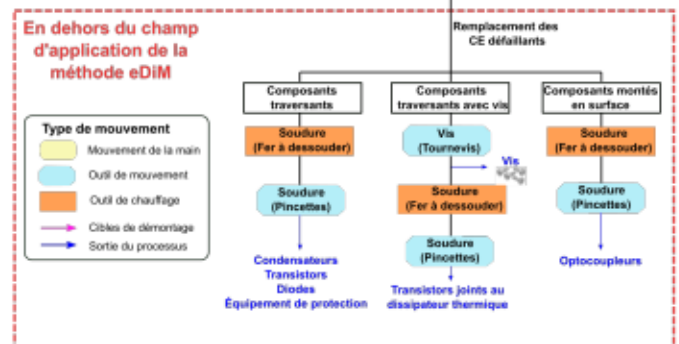 En dehors du champ
d'application de la
méthode eDiM
Remplacement des
CE défaillants
Composants
traversants
Composants
traversants avec vis
Composants montés
en surface
Soudure
(Fer à dessouder)
Vis
(Tournevis)
Soudure
(Fer à dessouder)
Vis
Soudure
(Pincettes)
Soudure
(Fer à dessouder)
Soudure
(Pincettes)
Soudure
(Pincettes)
Condensateurs
Transistors
Diodes
Équipement de protection
Transistors joints au
dissipateur thermique
Optocoupleurs
Type de mouvement
Mouvement de la main
Outil de mouvement
Outil de chauffage
Cibles de démontage
Sortie du processus